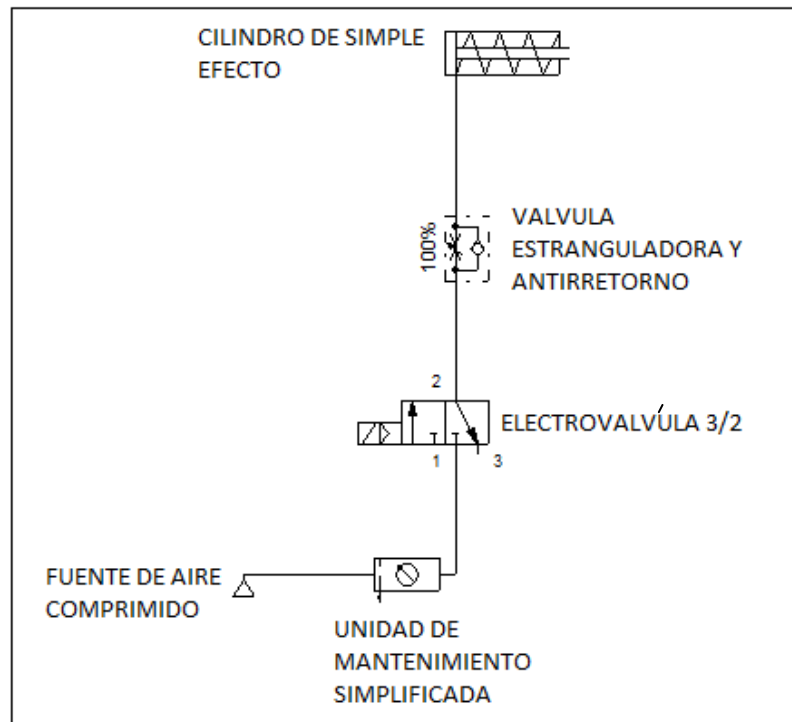 CILINDRO DE SIMPLE
EFECTO
100%
VALVULA
ESTRANGULADORA Y
ANTIRRETORNO
2
ELECTROVALVÚLA 3/2
1
3
FUENTE DE AIRE
COMPRIMIDO
UNIDAD DE
MANTENIMIENTO
SIMPLIFICADA